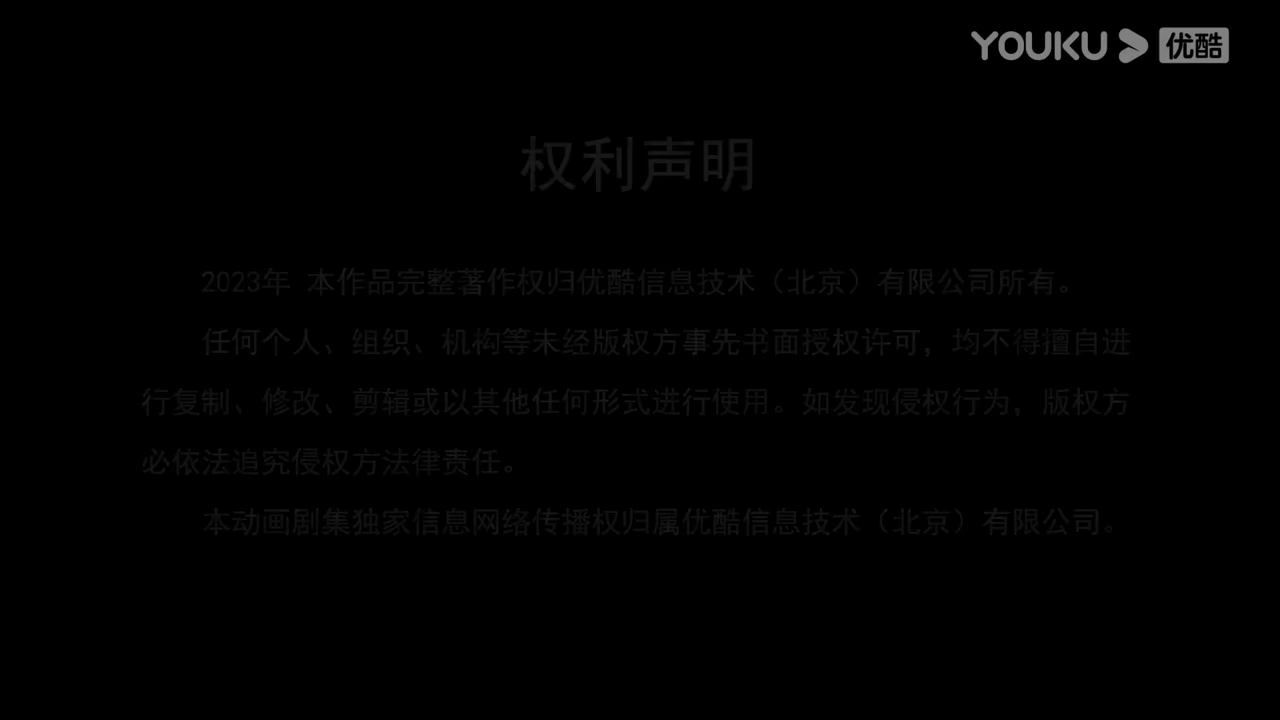 YOUKU 优酷
权利声明
2023年 本作品完整著作权归优酷信息技术（北京）有限公司所有。
任何个人、组织、机构等未经版权方事先书面授权许可，均不得擅自进
行复制、修改、剪辑或以其他任何形式进行使用。如发现侵权行为，版权方
必依法追究侵权方法律责任。
本动画剧集独家信息网络传播权归属优酷信息技术（北京）有限公司。